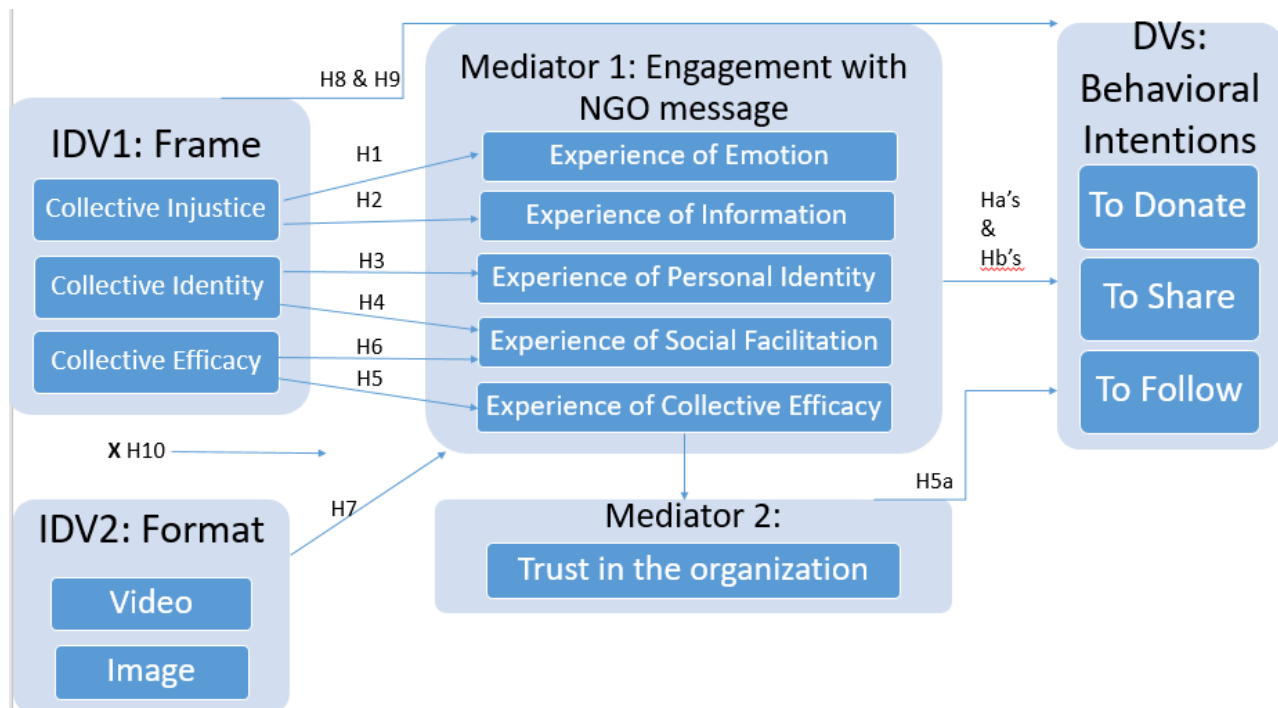 H8 & H9
IDV1: Frame
Collective Injustice
Collective Identity
Collective Efficacy
H1
H2
H3
H4
H6
H5
X H10
H7
IDV2: Format
Video
Image
Mediator 1: Engagement with
NGO message
Experience of Emotion
Experience of Information
Experience of Personal Identity
Experience of Social Facilitation
Experience of Collective Efficacy
Mediator 2:
Trust in the organization
Ha's
&
Hb's
H5a
DVs:
Behavioral
Intentions
To Donate
To Share
To Follow